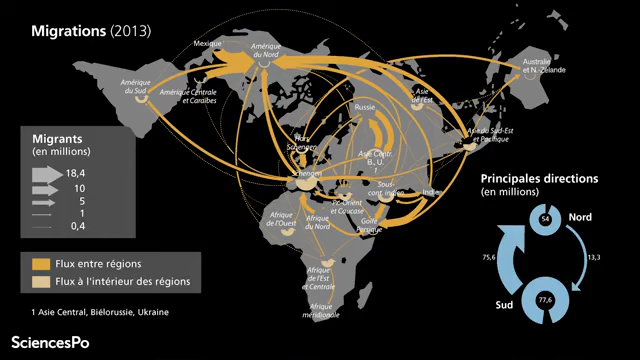 Migrations (2013)
Mexique
Amérique
du Nord
Amérique
du Sud
Amérique Centrale
et Caraïbes
Australie
et N.-Zélande
Asie
de l'Est
Asie du Sud-Est
et Pacifique
Russie
Hors
Schengen
Schengen
Asie Centr.
B., U.
1
Sous-
cont. indien
Inde
Pr.-Orient
et Caucase
Golfe
Persique
Afrique
du Nord
Afrique
de l'Ouest
Afrique
de l'Est
et Centrale
Afrique
méridionale
Migrants
(en millions)
18,4
10
5
1
0,4
Flux entre régions
Flux à l'intérieur des régions
1 Asie Central, Biélorussie, Ukraine
Principales directions
(en millions)
54
Nord
75,6
13,3
Sud
77,6
SciencesPo